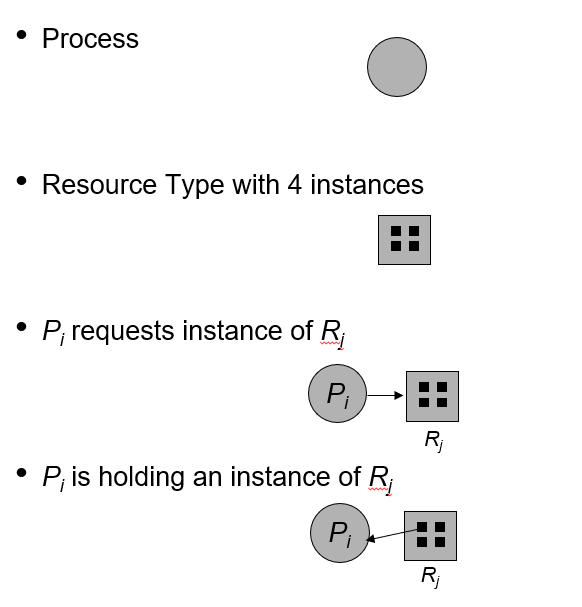 • Process
• Resource Type with 4 instances
• Pi requests instance of Rj
Pi
Rj
• Pi is holding an instance of Rj
Pi
Rj